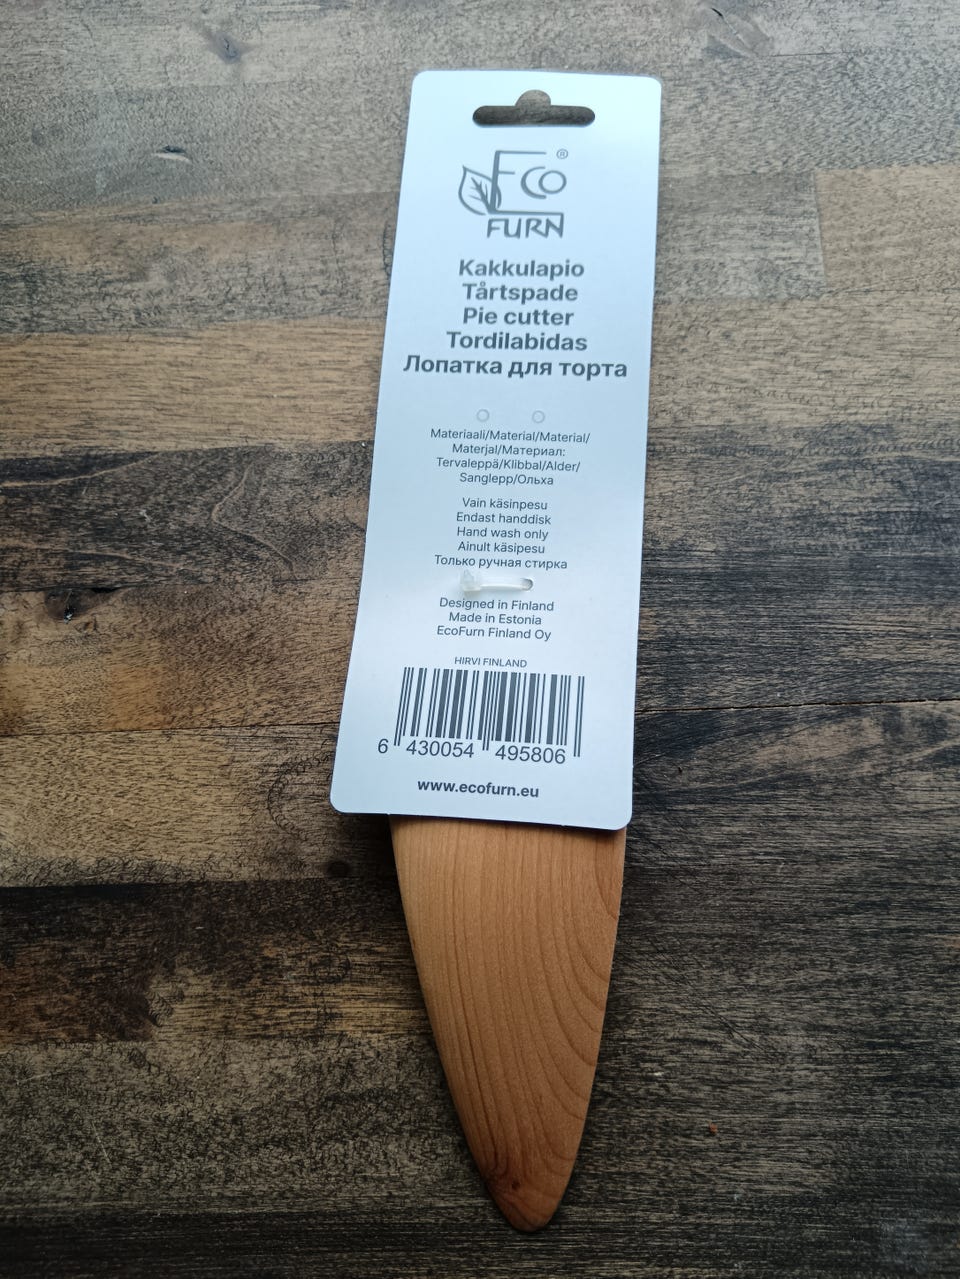 ECO ®
FURN
Kakkulapio
Tårtspade
Pie cutter
Tordilabidas
Лопатка для торта
Materiaali/Material/Material/
Materjal/Материал:
Tervaleppä/Klibbal/Alder/
Sanglepp/Ольха
Vain käsinpesu
Endast handdisk
Hand wash only
Ainult käsipesu
Только ручная стирка
Designed in Finland
Made in Estonia
EcoFurn Finland Oy
HIRVI FINLAND
6 430054 495806
www.ecofurn.eu